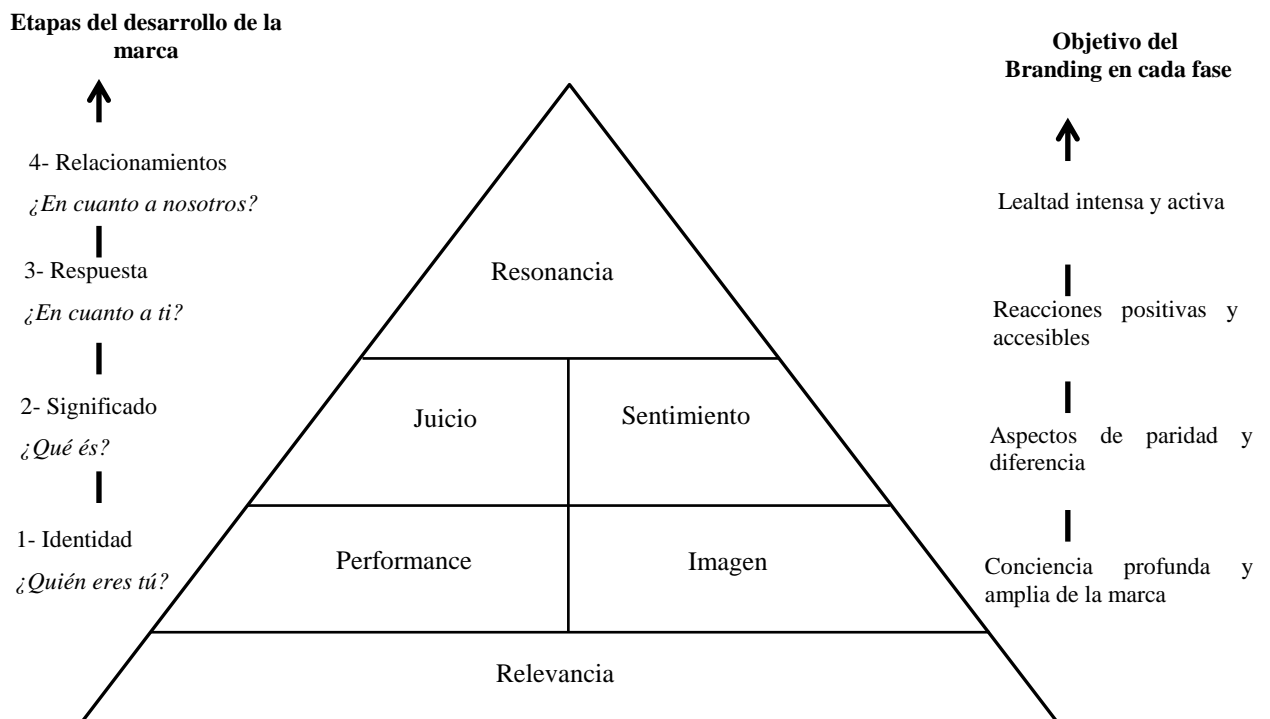 Etapas del desarrollo de la
marca
4- Relacionamientos
¿En cuanto a nosotros?
3- Respuesta
¿En cuanto a ti?
2- Significado
¿Qué és?
1- Identidad
¿Quién eres tú?
Resonancia
Juicio
Sentimiento
Performance
Imagen
Relevancia
Objetivo del
Branding en cada fase
Lealtad intensa y activa
Reacciones positivas y
accesibles
Aspectos de paridad y
diferencia
Conciencia profunda y
amplia de la marca